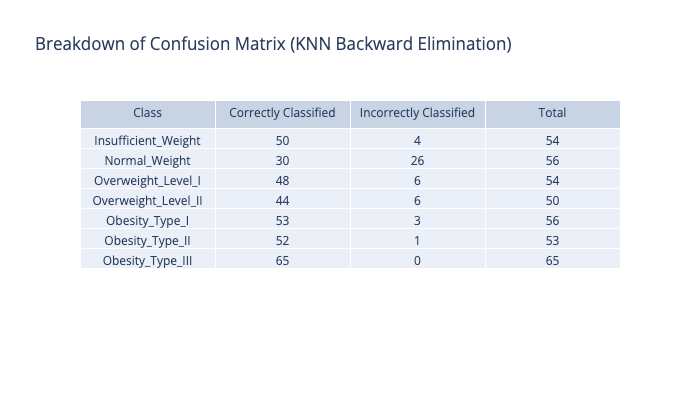 Breakdown of Confusion Matrix (KNN Backward Elimination)
Class Correctly Classified Incorrectly Classified Total
Insufficient_Weight 50 4 54
Normal_Weight 30 26 56
Overweight_Level_I 48 6 54
Overweight_Level_II 44 6 50
Obesity_Type_I 53 3 56
Obesity_Type_II 52 1 53
Obesity_Type_III 65 0 65